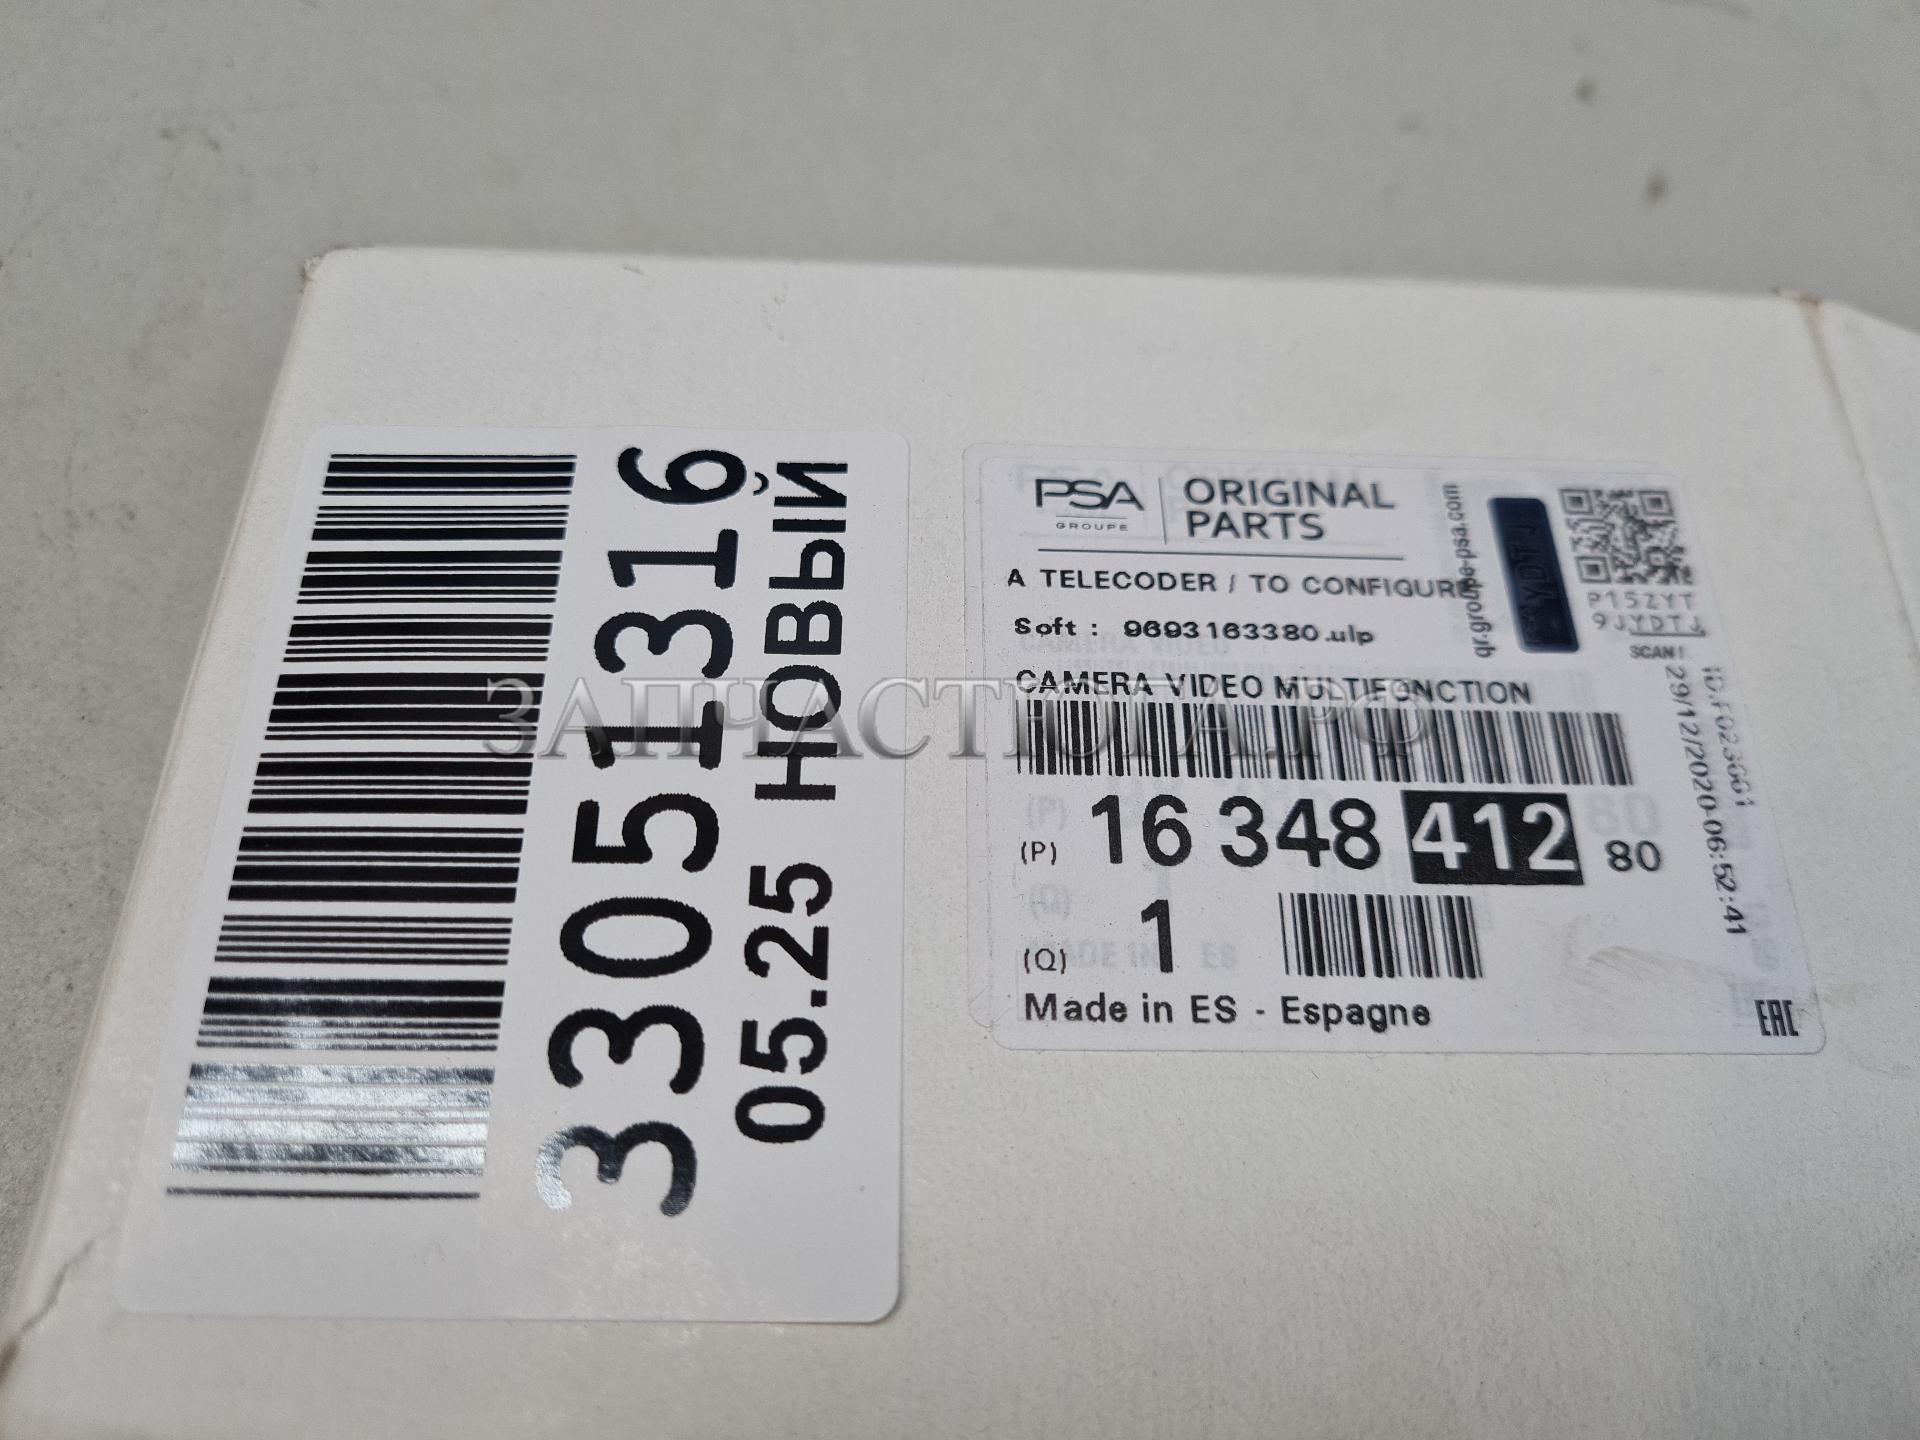 33051316
05.25 НОВЫЙ
PSA
GROUPE
ORIGINAL
PARTS
A TELECODER / TO CONFIGURE
Soft : 9693163380.ulp
CAMERA VIDEO MULTIFONCTION
(P) 16 348 412 80
(Q) 1
Made in ES - Espagne
qr.groupe-psa.com
P15ZYT
9JYDTJ
SCAN!
29/12/2020-06:52:41
EAC
ЗАПЧАСТЮГА.РФ